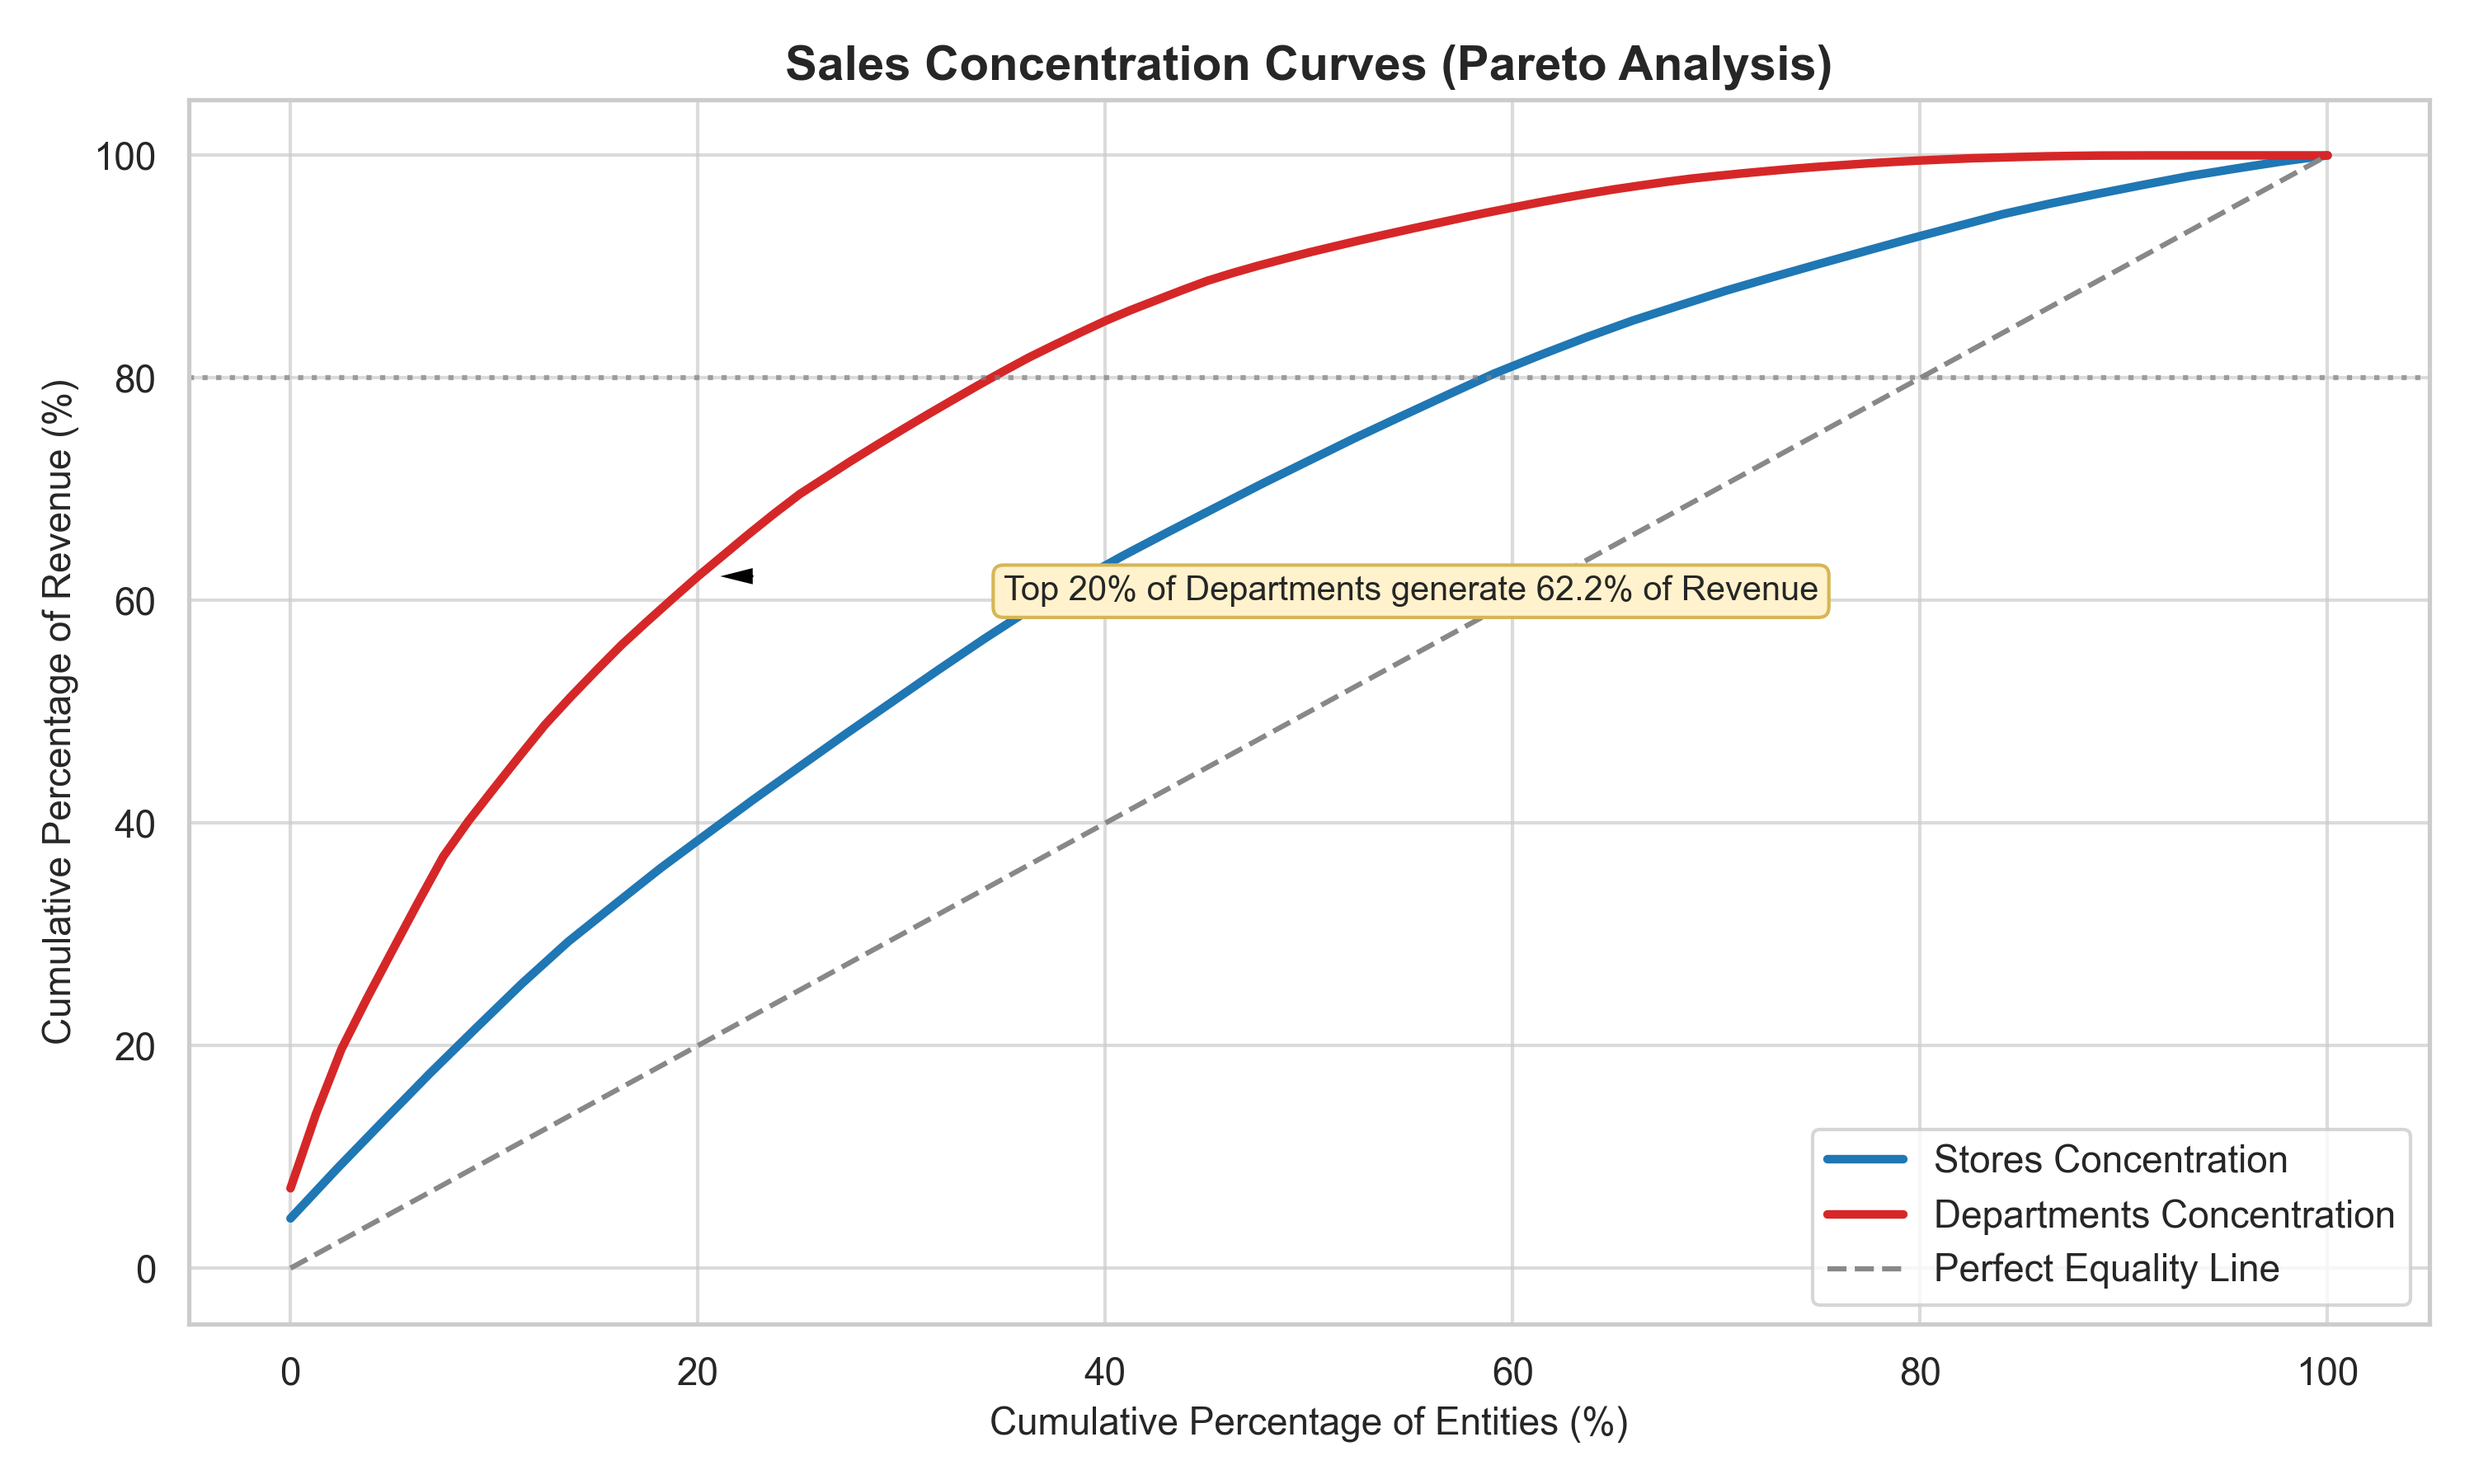 Sales Concentration Curves (Pareto Analysis)
Cumulative Percentage of Revenue (%)
100
80
60
40
20
0
Top 20% of Departments generate 62.2% of Revenue
Stores Concentration
Departments Concentration
Perfect Equality Line
0
20
40
60
80
100
Cumulative Percentage of Entities (%)